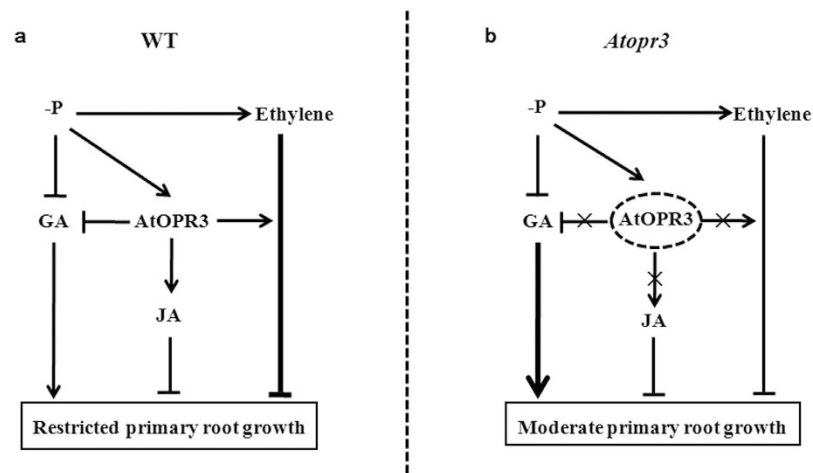 a
WT
-P
Ethylene
GA
AtOPR3
JA
Restricted primary root growth
b
Atopr3
-P
Ethylene
GA
AtOPR3
JA
Moderate primary root growth